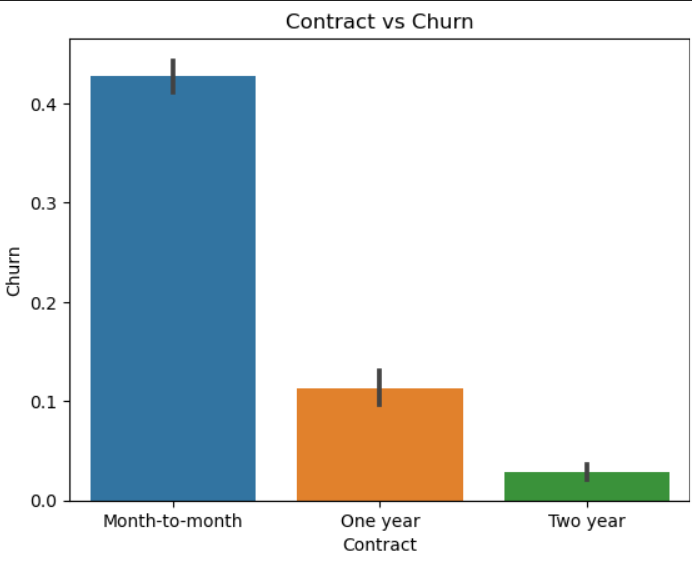 Contract vs Churn
0.4
0.3
0.2
0.1
0.0
Churn
Month-to-month One year Two year
Contract